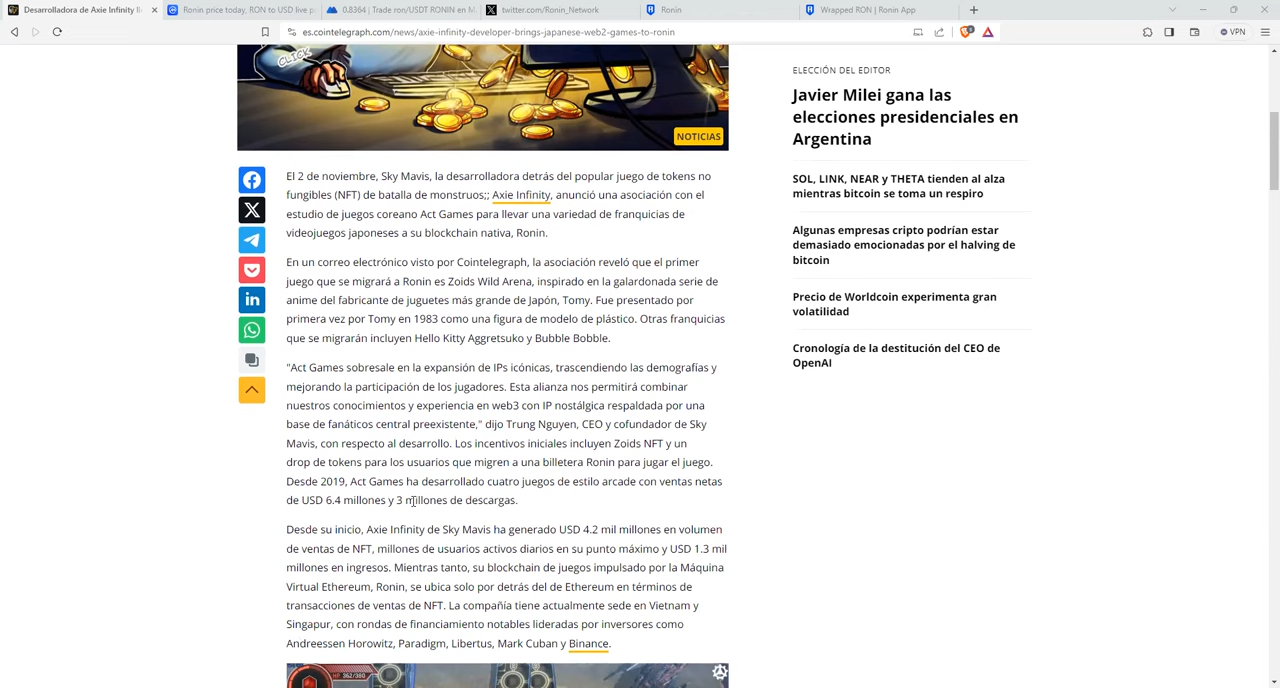 Desarrolladora de Axie Infinity ll
Ronin price today, RON to USD live p
0.8364 | Trade ron/USDT RONIN en M
twitter.com/Ronin_Network
Ronin
Wrapped RON | Ronin App
es.cointelegraph.com/news/axie-infinity-developer-brings-japanese-web2-games-to-ronin
VPN
CLICK
NOTICIAS
El 2 de noviembre, Sky Mavis, la desarrolladora detrás del popular juego de tokens no
fungibles (NFT) de batalla de monstruos;; Axie Infinity, anunció una asociación con el
estudio de juegos coreano Act Games para llevar una variedad de franquicias de
videojuegos japoneses a su blockchain nativa, Ronin.
En un correo electrónico visto por Cointelegraph, la asociación reveló que el primer
juego que se migrará a Ronin es Zoids Wild Arena, inspirado en la galardonada serie de
anime del fabricante de juguetes más grande de Japón, Tomy. Fue presentado por
primera vez por Tomy en 1983 como una figura de modelo de plástico. Otras franquicias
que se migrarán incluyen Hello Kitty Aggretsuko y Bubble Bobble.
"Act Games sobresale en la expansión de IPs icónicas, trascendiendo las demografías y
mejorando la participación de los jugadores. Esta alianza nos permitirá combinar
nuestros conocimientos y experiencia en web3 con IP nostálgica respaldada por una
base de fanáticos central preexistente," dijo Trung Nguyen, CEO y cofundador de Sky
Mavis, con respecto al desarrollo. Los incentivos iniciales incluyen Zoids NFT y un
drop de tokens para los usuarios que migren a una billetera Ronin para jugar el juego.
Desde 2019, Act Games ha desarrollado cuatro juegos de estilo arcade con ventas netas
de USD 6.4 millones y 3 millones de descargas.
Desde su inicio, Axie Infinity de Sky Mavis ha generado USD 4.2 mil millones en volumen
de ventas de NFT, millones de usuarios activos diarios en su punto máximo y USD 1.3 mil
millones en ingresos. Mientras tanto, su blockchain de juegos impulsado por la Máquina
Virtual Ethereum, Ronin, se ubica solo por detrás del de Ethereum en términos de
transacciones de ventas de NFT. La compañía tiene actualmente sede en Vietnam y
Singapur, con rondas de financiamiento notables lideradas por inversores como
Andreessen Horowitz, Paradigm, Libertus, Mark Cuban y Binance.
HP 362/380
ELECCIÓN DEL EDITOR
Javier Milei gana las
elecciones presidenciales en
Argentina
SOL, LINK, NEAR y THETA tienden al alza
mientras bitcoin se toma un respiro
Algunas empresas cripto podrían estar
demasiado emocionadas por el halving de
bitcoin
Precio de Worldcoin experimenta gran
volatilidad
Cronología de la destitución del CEO de
OpenAI